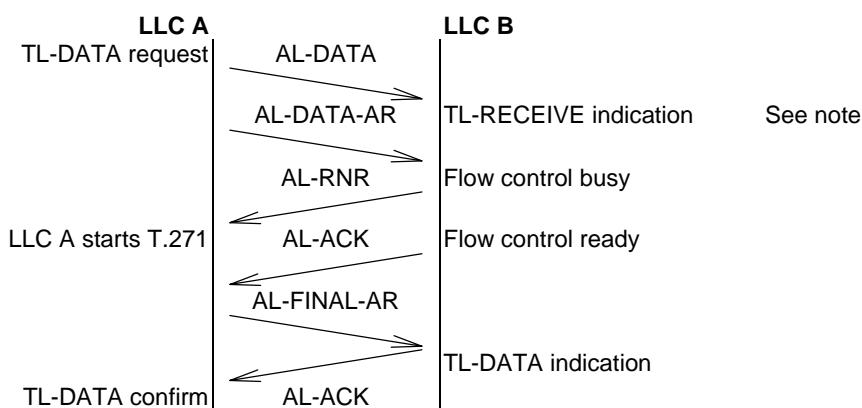 LLC A LLC B
TL-DATA request AL-DATA
AL-DATA-AR TL-RECEIVE indication See note
AL-RNR Flow control busy
LLC A starts T.271 AL-ACK Flow control ready
AL-FINAL-AR
TL-DATA indication
TL-DATA confirm AL-ACK